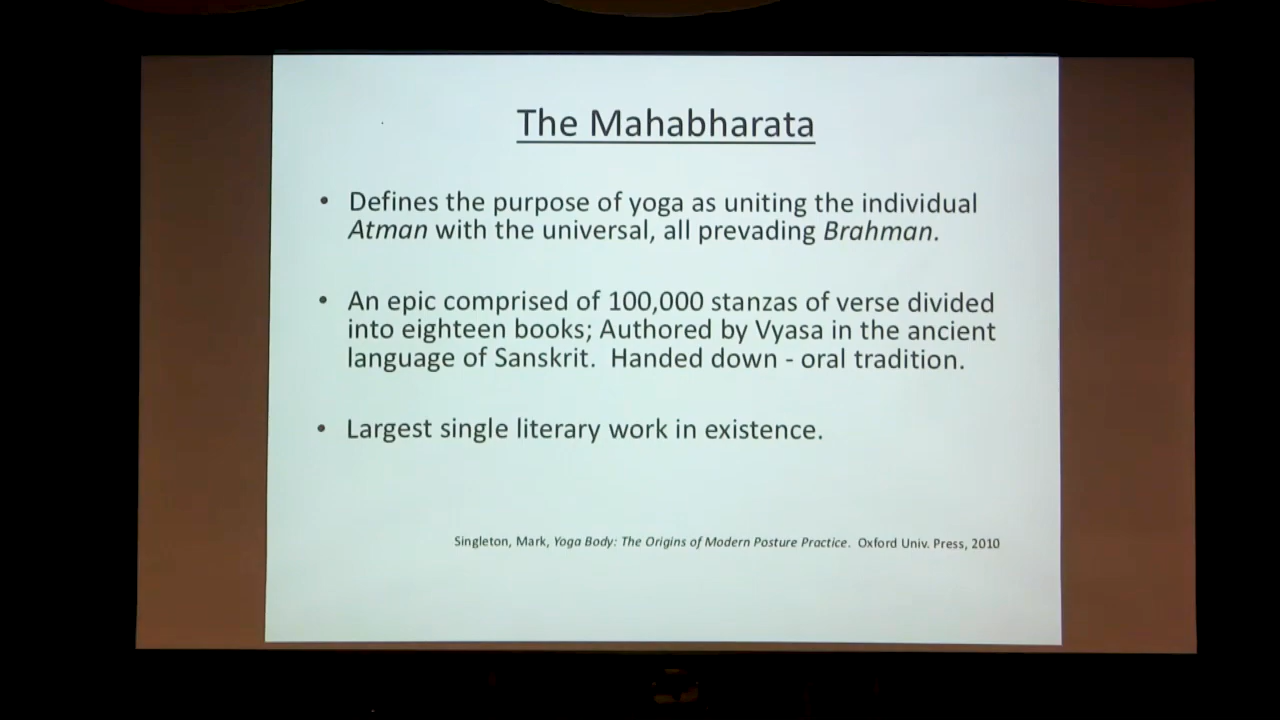 The Mahabharata
• Defines the purpose of yoga as uniting the individual
Atman with the universal, all prevading Brahman.
• An epic comprised of 100,000 stanzas of verse divided
into eighteen books; Authored by Vyasa in the ancient
language of Sanskrit. Handed down - oral tradition.
• Largest single literary work in existence.
Singleton, Mark, Yoga Body: The Origins of Modern Posture Practice. Oxford Univ. Press, 2010